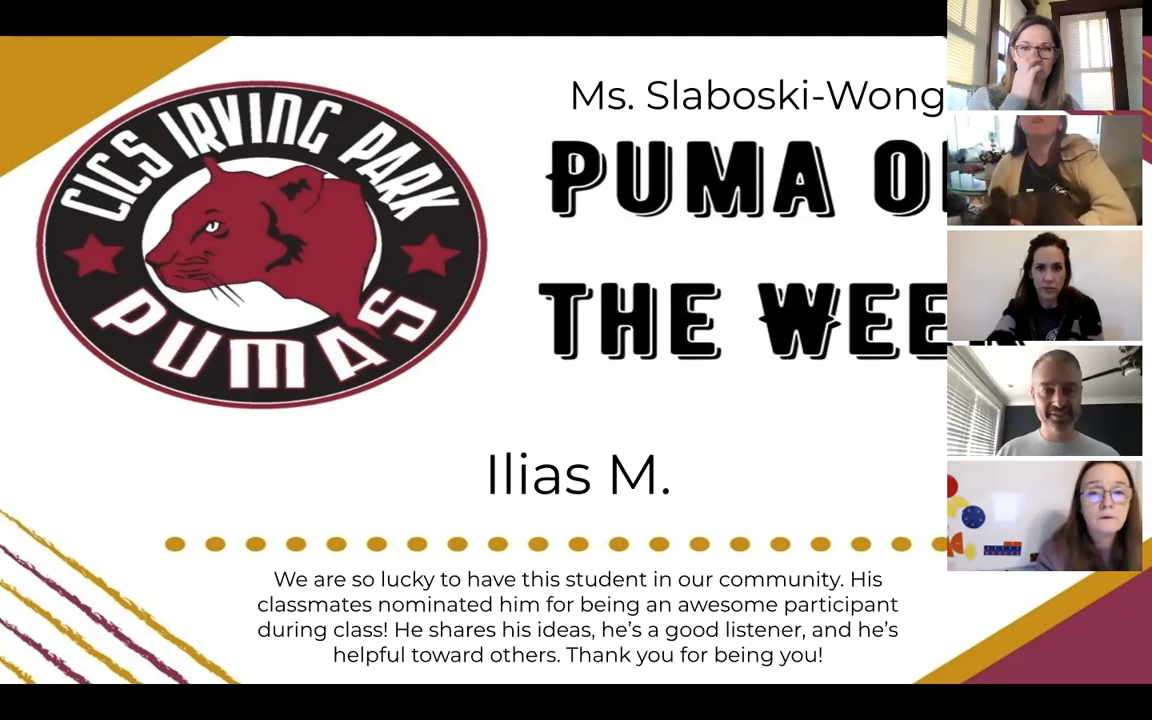 CICS IRVING PARK
PUMAS
Ms. Slaboski-Wong
PUMA
THE
Ilias M.
We are so lucky to have this student in our community. His
classmates nominated him for being an awesome participant
during class! He shares his ideas, he's a good listener, and he's
helpful toward others. Thank you for being you!